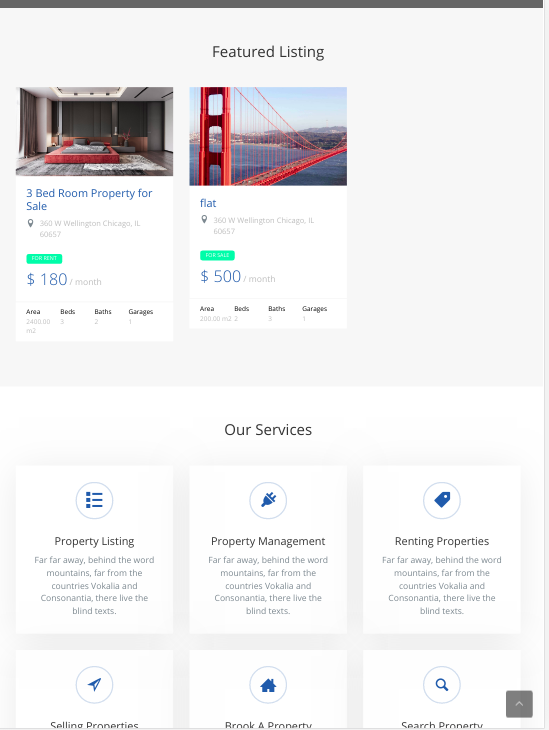 Featured Listing
3 Bed Room Property for
Sale
360 W Wellington Chicago, IL
60657
FOR RENT
$ 180 / month
Area Beds Baths Garages
2400.00 3 2 1
m2
flat
360 W Wellington Chicago, IL
60657
FOR SALE
$ 500 / month
Area Beds Baths Garages
200.00 m2 2 3 1
Our Services
Property Listing
Far far away, behind the word
mountains, far from the
countries Vokalia and
Consonantia, there live the
blind texts.
Property Management
Far far away, behind the word
mountains, far from the
countries Vokalia and
Consonantia, there live the
blind texts.
Renting Properties
Far far away, behind the word
mountains, far from the
countries Vokalia and
Consonantia, there live the
blind texts.
Selling Properties
Brook A Property
Search Property